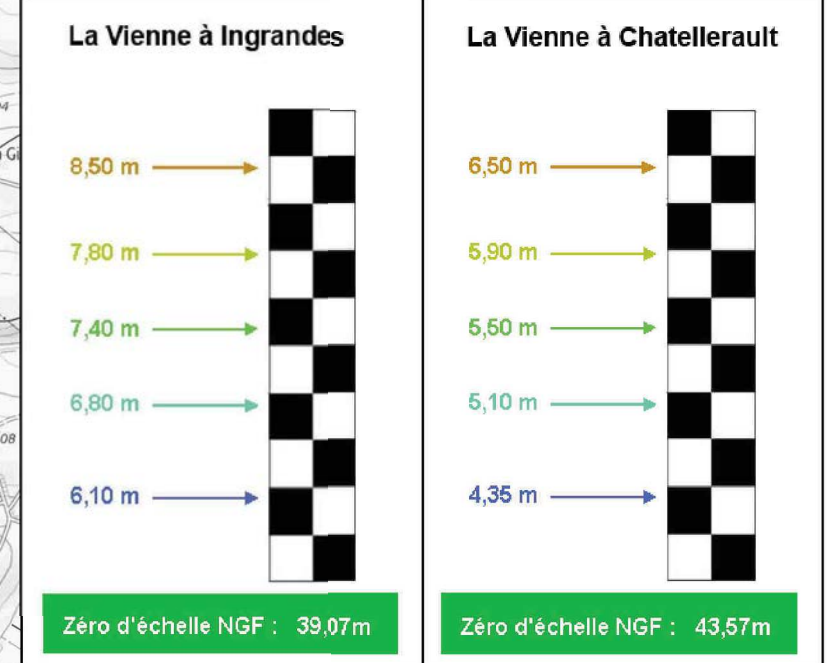 La Vienne à Ingrandes
8,50 m
7,80 m
7,40 m
6,80 m
6,10 m
Zéro d'échelle NGF : 39,07m
La Vienne à Chatellerault
6,50 m
5,90 m
5,50 m
5,10 m
4,35 m
Zéro d'échelle NGF : 43,57m